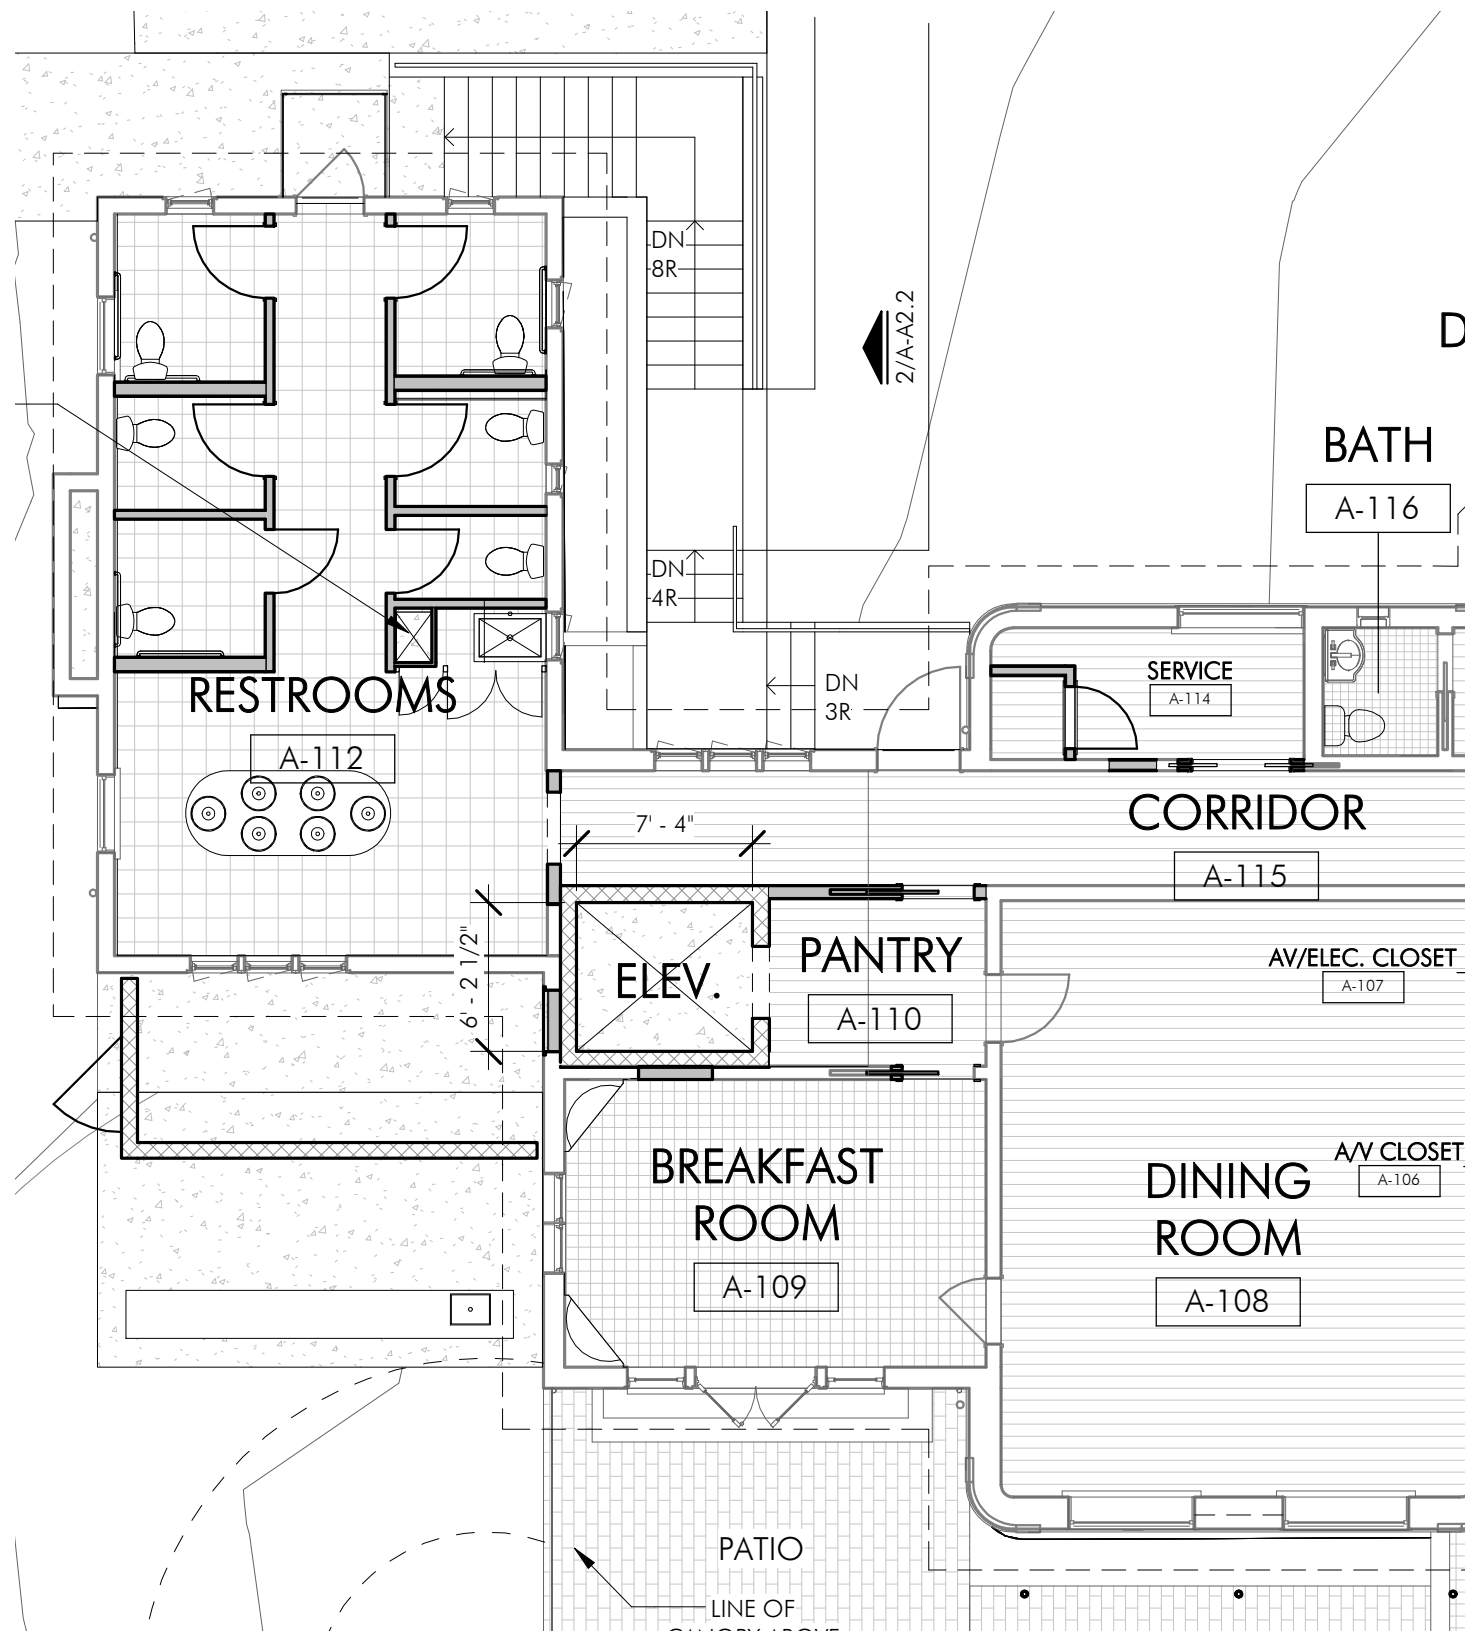 DN
8R
2/A-A2.2
D
BATH
A-116
DN
4R
SERVICE
A-114
RESTROOMS
A-112
DN
3R
CORRIDOR
A-115
7' - 4"
6' - 2 1/2"
ELEV.
PANTRY
A-110
AV/ELEC. CLOSET
A-107
BREAKFAST
ROOM
A-109
A/V CLOSET
A-106
DINING
ROOM
A-108
PATIO
LINE OF
CANOPY ABOVE